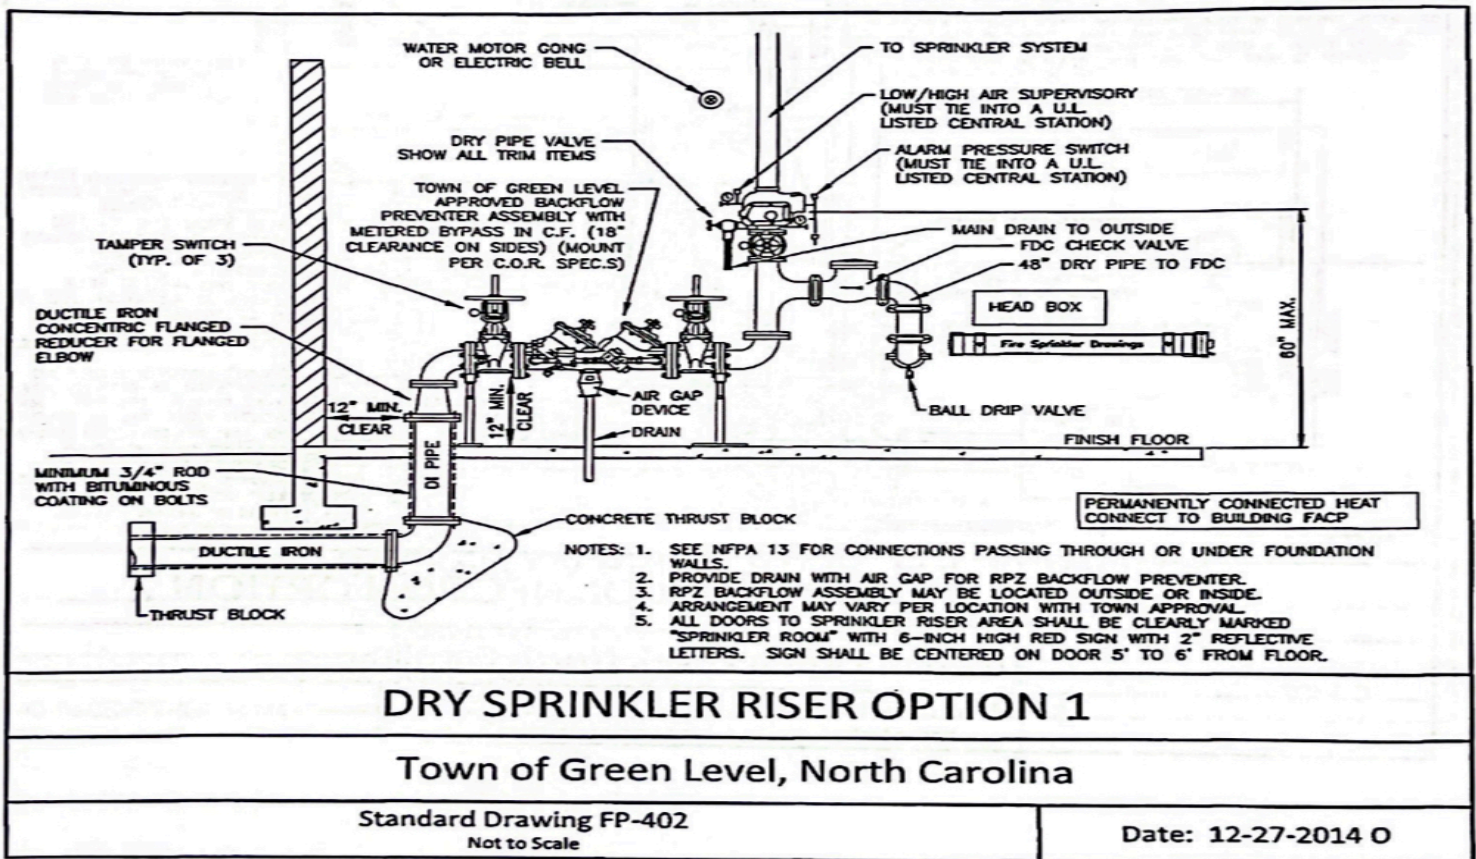 WATER MOTOR GONG
OR ELECTRIC BELL
TO SPRINKLER SYSTEM
LOW/HIGH AIR SUPERVISORY
(MUST TIE INTO A U.L.
LISTED CENTRAL STATION)
DRY PIPE VALVE
SHOW ALL TRIM ITEMS
ALARM PRESSURE SWITCH
(MUST TIE INTO A U.L.
LISTED CENTRAL STATION)
TOWN OF GREEN LEVEL
APPROVED BACKFLOW
PREVENTER ASSEMBLY WITH
METERED BYPASS IN C.F. (18"
CLEARANCE ON SIDES) (MOUNT
PER C.O.R. SPEC.S)
MAIN DRAIN TO OUTSIDE
FDC CHECK VALVE
48" DRY PIPE TO FDC
TAMPER SWITCH
(TYP. OF 3)
HEAD BOX
Fire Sprinkler Drawings
60" MAX.
DUCTILE IRON
CONCENTRIC FLANGED
REDUCER FOR FLANGED
ELBOW
12" MIN.
CLEAR
12" MIN.
CLEAR
AIR GAP
DEVICE
DRAIN
BALL DRIP VALVE
FINISH FLOOR
DI PIPE
MINIMUM 3/4" ROD
WITH BITUMINOUS
COATING ON BOLTS
PERMANENTLY CONNECTED HEAT
CONNECT TO BUILDING FACP
CONCRETE THRUST BLOCK
DUCTILE IRON
THRUST BLOCK
NOTES: 1. SEE NFPA 13 FOR CONNECTIONS PASSING THROUGH OR UNDER FOUNDATION
WALLS.
2. PROVIDE DRAIN WITH AIR GAP FOR RPZ BACKFLOW PREVENTER.
3. RPZ BACKFLOW ASSEMBLY MAY BE LOCATED OUTSIDE OR INSIDE.
4. ARRANGEMENT MAY VARY PER LOCATION WITH TOWN APPROVAL.
5. ALL DOORS TO SPRINKLER RISER AREA SHALL BE CLEARLY MARKED
"SPRINKLER ROOM" WITH 6-INCH HIGH RED SIGN WITH 2" REFLECTIVE
LETTERS. SIGN SHALL BE CENTERED ON DOOR 5' TO 6' FROM FLOOR.
DRY SPRINKLER RISER OPTION 1
Town of Green Level, North Carolina
Standard Drawing FP-402
Not to Scale
Date: 12-27-2014 O